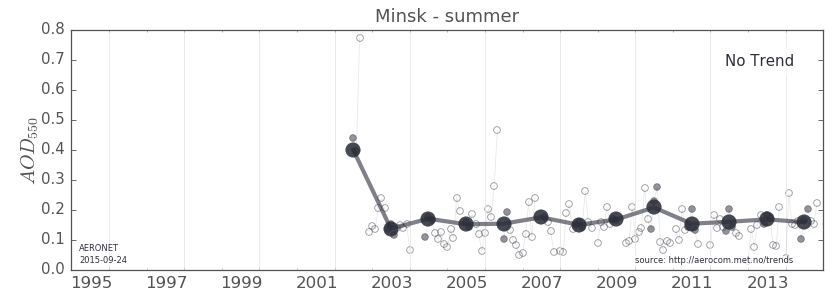 Minsk - summer
0.8
0.7
0.6
0.5
0.4
0.3
0.2
0.1
0.0
AOD550
No Trend
AERONET
2015-09-24
source: http://aerocom.met.no/trends
1995 1997 1999 2001 2003 2005 2007 2009 2011 2013